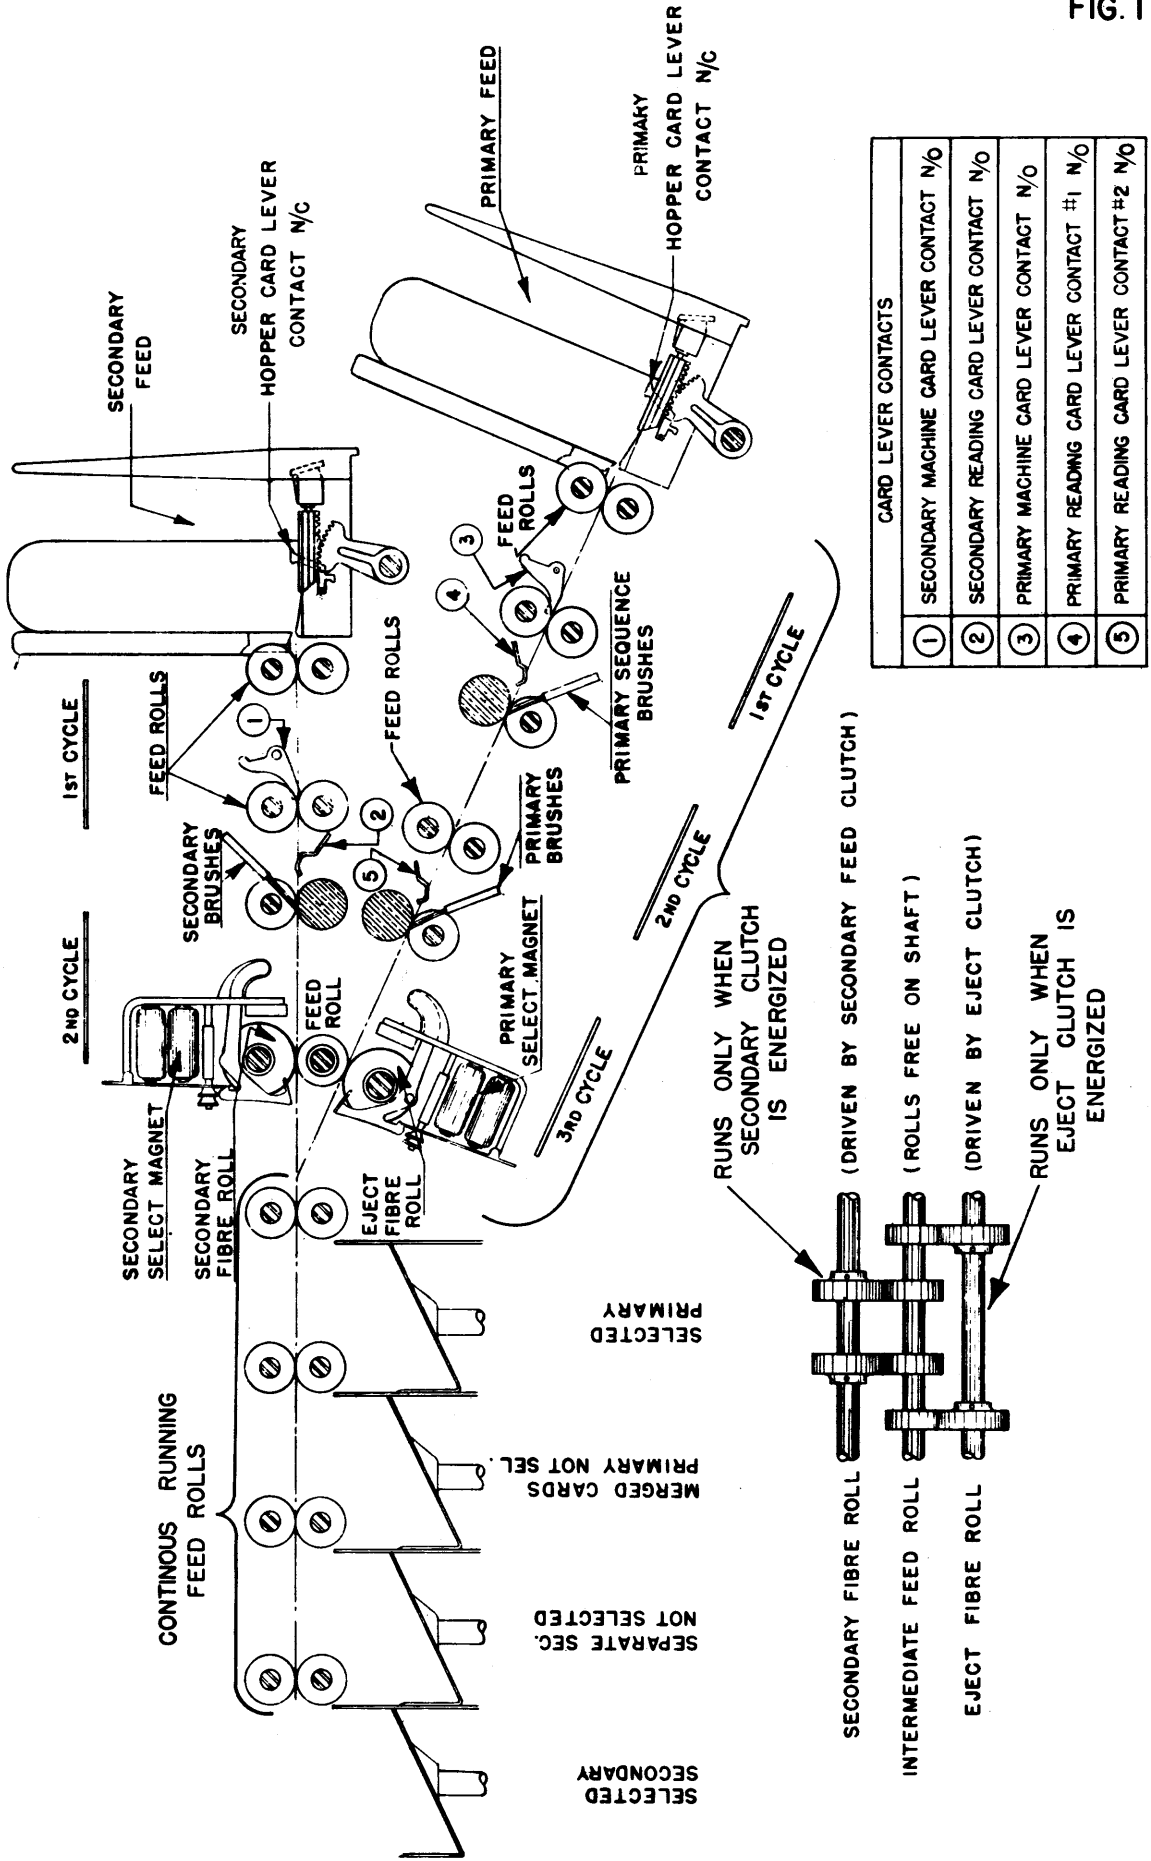 FIG. 1
SECONDARY
FEED
SECONDARY
HOPPER CARD LEVER
CONTACT N/C
PRIMARY FEED
PRIMARY
HOPPER CARD LEVER
CONTACT N/C
1ST CYCLE
2ND CYCLE
FEED ROLLS
1
SECONDARY
BRUSHES
2
FEED ROLLS
5
PRIMARY
BRUSHES
4
3
FEED
ROLLS
PRIMARY SEQUENCE
BRUSHES
FEED
ROLL
PRIMARY
SELECT MAGNET
SECONDARY
SELECT MAGNET
SECONDARY
FIBRE ROLL
EJECT
FIBRE
ROLL
1ST CYCLE
2ND CYCLE
3RD CYCLE
CONTINOUS RUNNING
FEED ROLLS
SELECTED
PRIMARY
MERGED CARDS
PRIMARY NOT SEL.
SEPARATE SEC.
NOT SELECTED
SELECTED
SECONDARY
CARD LEVER CONTACTS
1 SECONDARY MACHINE CARD LEVER CONTACT N/O
2 SECONDARY READING CARD LEVER CONTACT N/O
3 PRIMARY MACHINE CARD LEVER CONTACT N/O
4 PRIMARY READING CARD LEVER CONTACT #1 N/O
5 PRIMARY READING CARD LEVER CONTACT #2 N/O
RUNS ONLY WHEN
SECONDARY CLUTCH
IS ENERGIZED
SECONDARY FIBRE ROLL
(DRIVEN BY SECONDARY FEED CLUTCH)
INTERMEDIATE FEED ROLL
(ROLLS FREE ON SHAFT)
EJECT FIBRE ROLL
(DRIVEN BY EJECT CLUTCH)
RUNS ONLY WHEN
EJECT CLUTCH IS
ENERGIZED